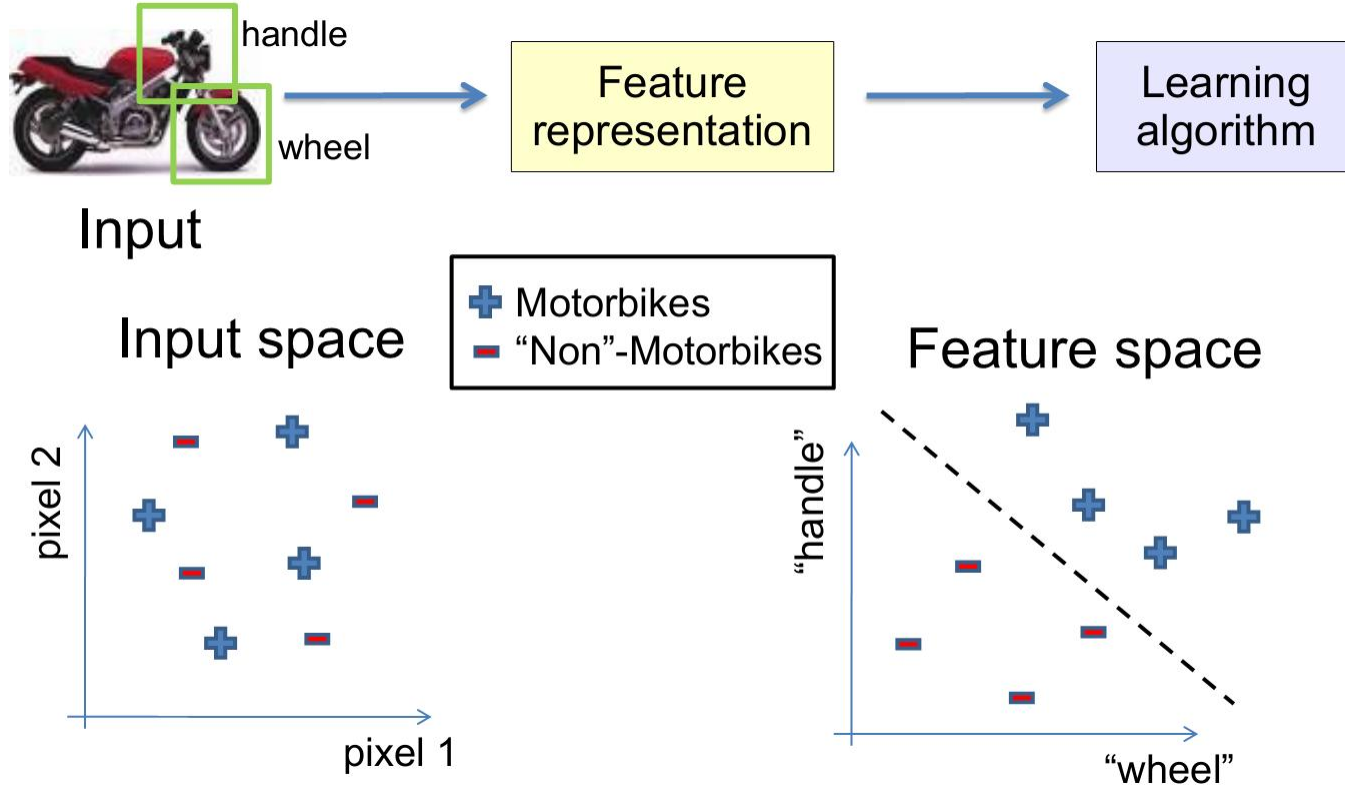 handle
wheel
Input
Feature
representation
Learning
algorithm
Motorbikes
“Non”-Motorbikes
Input space
pixel 2
pixel 1
Feature space
“handle”
“wheel”